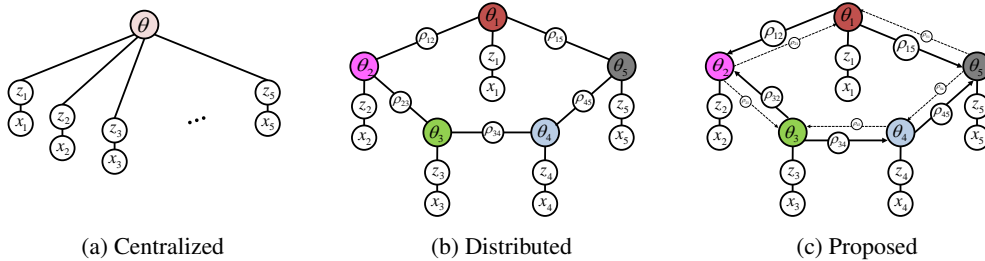 θ
z₁
x₁
z₂
x₂
z₃
x₃
...
z₅
x₅
(a) Centralized
θ₁
ρ₁₂
ρ₁₅
z₁
x₁
θ₂
θ₅
z₂
x₂
ρ₂₃
ρ₄₅
z₅
x₅
θ₃
ρ₃₄
θ₄
z₃
x₃
z₄
x₄
(b) Distributed
θ₁
ρ₁₂
ρ₁₅
z₁
x₁
θ₂
θ₅
z₂
x₂
ρ₃₂
ρ₄₅
z₅
x₅
θ₃
ρ₃₄
θ₄
z₃
x₃
z₄
x₄
(c) Proposed